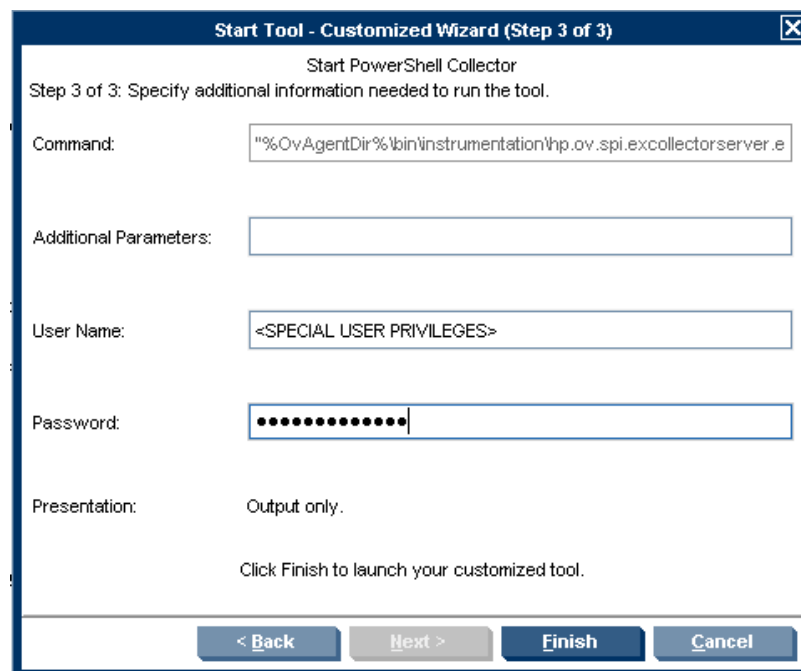 Start Tool - Customized Wizard (Step 3 of 3)
Start PowerShell Collector
Step 3 of 3: Specify additional information needed to run the tool.
Command: "%OvAgentDir%\bin\instrumentation\hp.ov.spi.excollectorserver.e
Additional Parameters:
User Name: <SPECIAL USER PRIVILEGES>
Password: •••••••••••••
Presentation: Output only.
Click Finish to launch your customized tool.
< Back Next > Finish Cancel